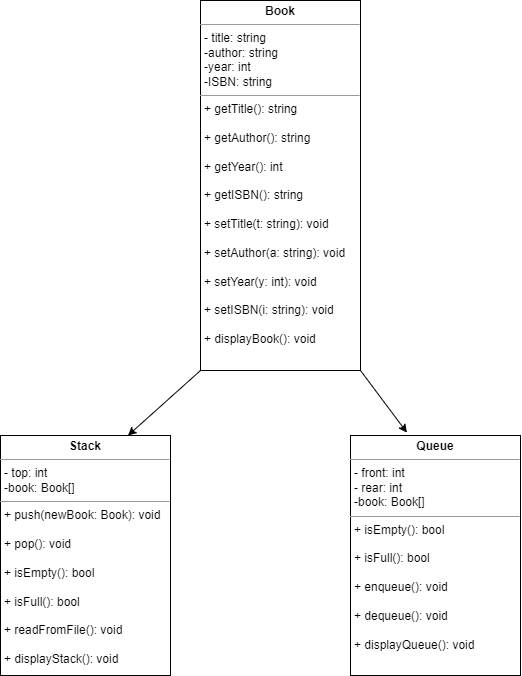 Book
- title: string
-author: string
-year: int
-ISBN: string
+ getTitle(): string
+ getAuthor(): string
+ getYear(): int
+ getISBN(): string
+ setTitle(t: string): void
+ setAuthor(a: string): void
+ setYear(y: int): void
+ setISBN(i: string): void
+ displayBook(): void
Stack
- top: int
-book: Book[]
+ push(newBook: Book): void
+ pop(): void
+ isEmpty(): bool
+ isFull(): bool
+ readFromFile(): void
+ displayStack(): void
Queue
- front: int
- rear: int
-book: Book[]
+ isEmpty(): bool
+ isFull(): bool
+ enqueue(): void
+ dequeue(): void
+ displayQueue(): void